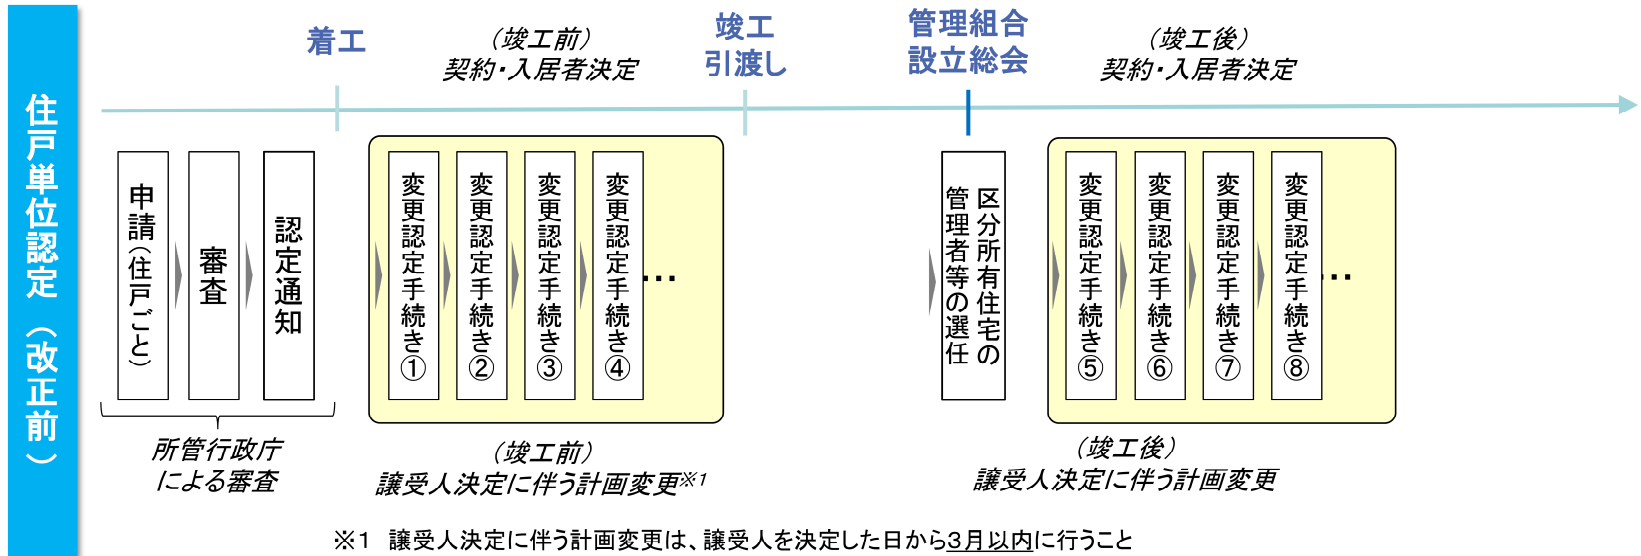 住戸単位認定（改正前）
着工
（竣工前）
契約・入居者決定
竣工
引渡し
管理組合
設立総会
（竣工後）
契約・入居者決定
申請（住戸ごと）
審査
認定通知
変更認定手続き①
変更認定手続き②
変更認定手続き③
変更認定手続き④
…
区分所有住宅の
管理者等の選任
変更認定手続き⑤
変更認定手続き⑥
変更認定手続き⑦
変更認定手続き⑧
…
所管行政庁
による審査
（竣工前）
譲受人決定に伴う計画変更※1
（竣工後）
譲受人決定に伴う計画変更
※1　譲受人決定に伴う計画変更は、譲受人を決定した日から3月以内に行うこと